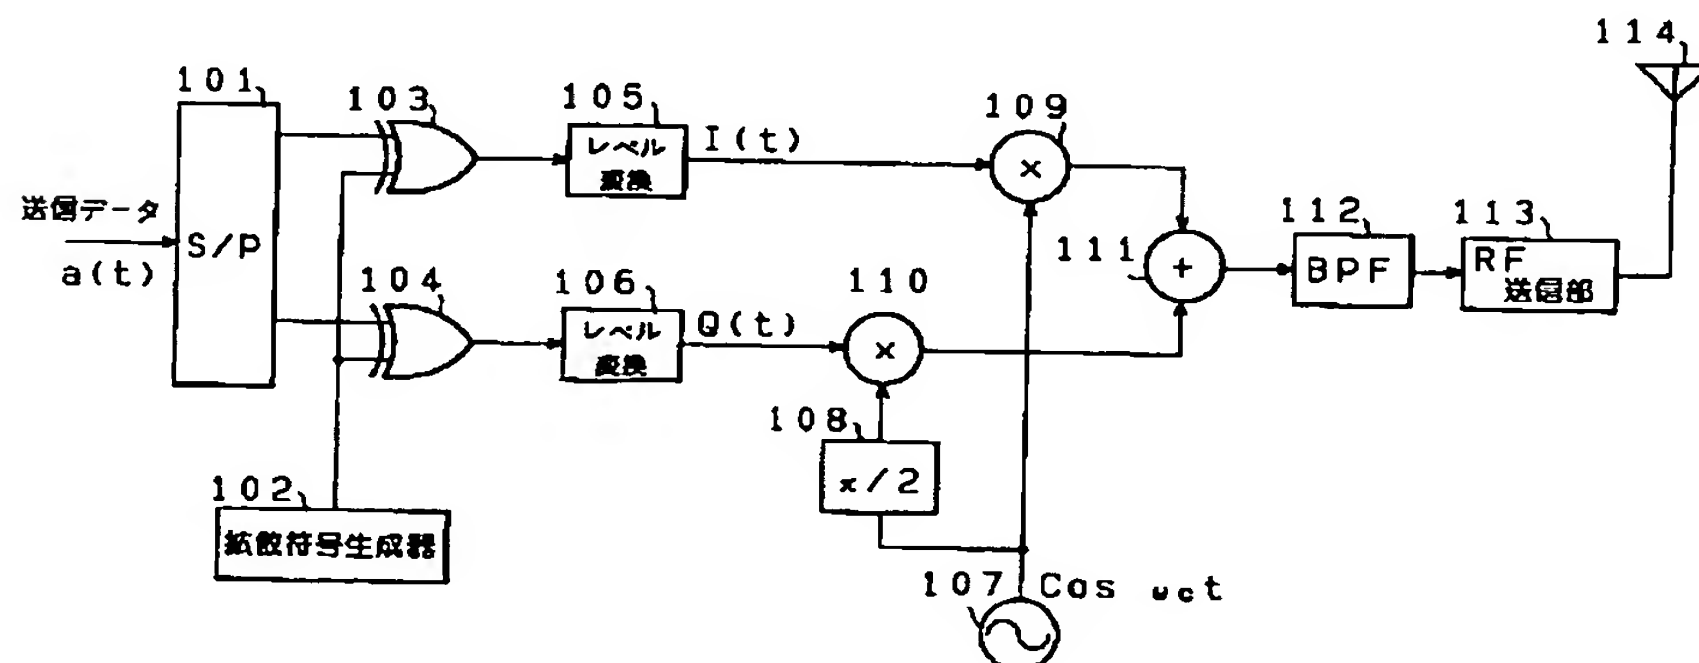 114
101
103
105
レベル
変換
I(t)
109
×
送信データ
a(t)
S/P
104
106
レベル
変換
Q(t)
110
×
111
+
112
BPF
113
RF
送信部
108
π/2
102
拡散符号生成器
107
Cos ωct